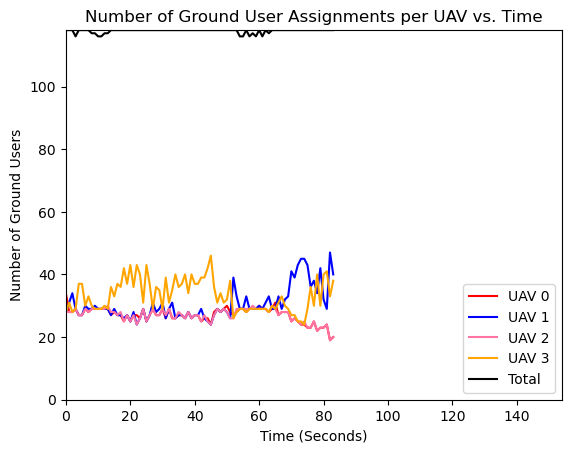 Number of Ground User Assignments per UAV vs. Time
Number of Ground Users
100
80
60
40
20
0
0 20 40 60 80 100 120 140
Time (Seconds)
UAV 0
UAV 1
UAV 2
UAV 3
Total